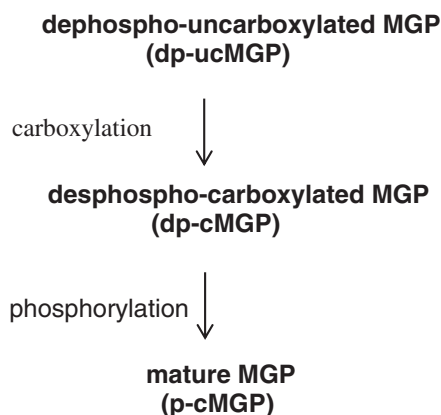 dephospho-uncarboxylated MGP
(dp-ucMGP)
carboxylation
desphospho-carboxylated MGP
(dp-cMGP)
phosphorylation
mature MGP
(p-cMGP)